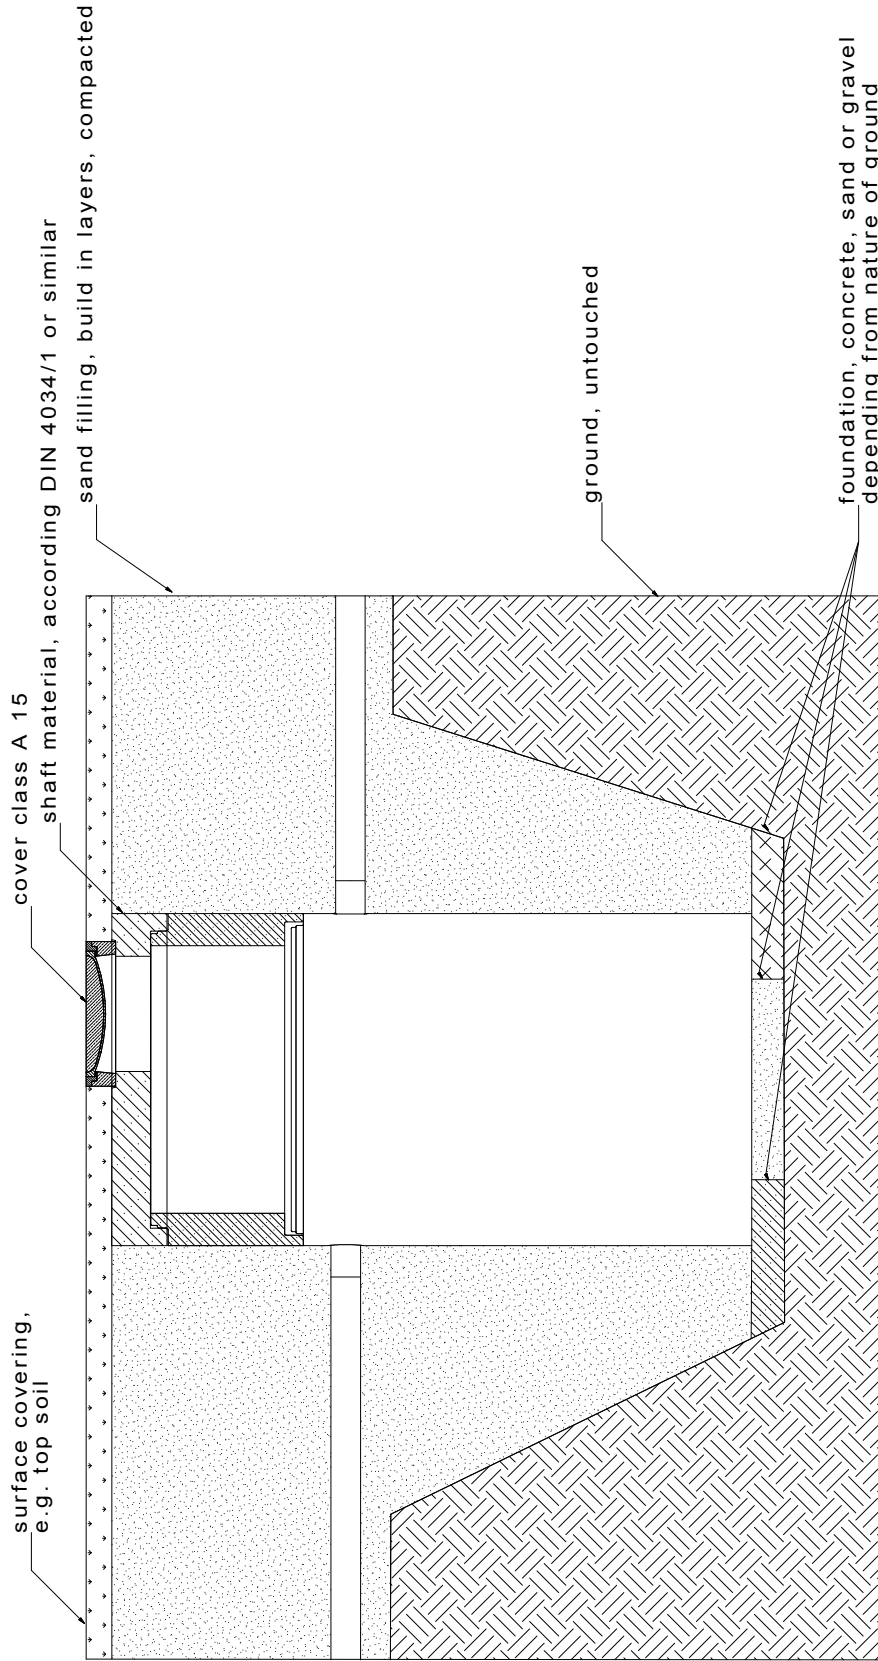 surface covering,
e.g. top soil
cover class A 15
shaft material, according DIN 4034/1 or similar
sand filling, build in layers, compacted
ground, untouched
foundation, concrete, sand or gravel
depending from nature of ground